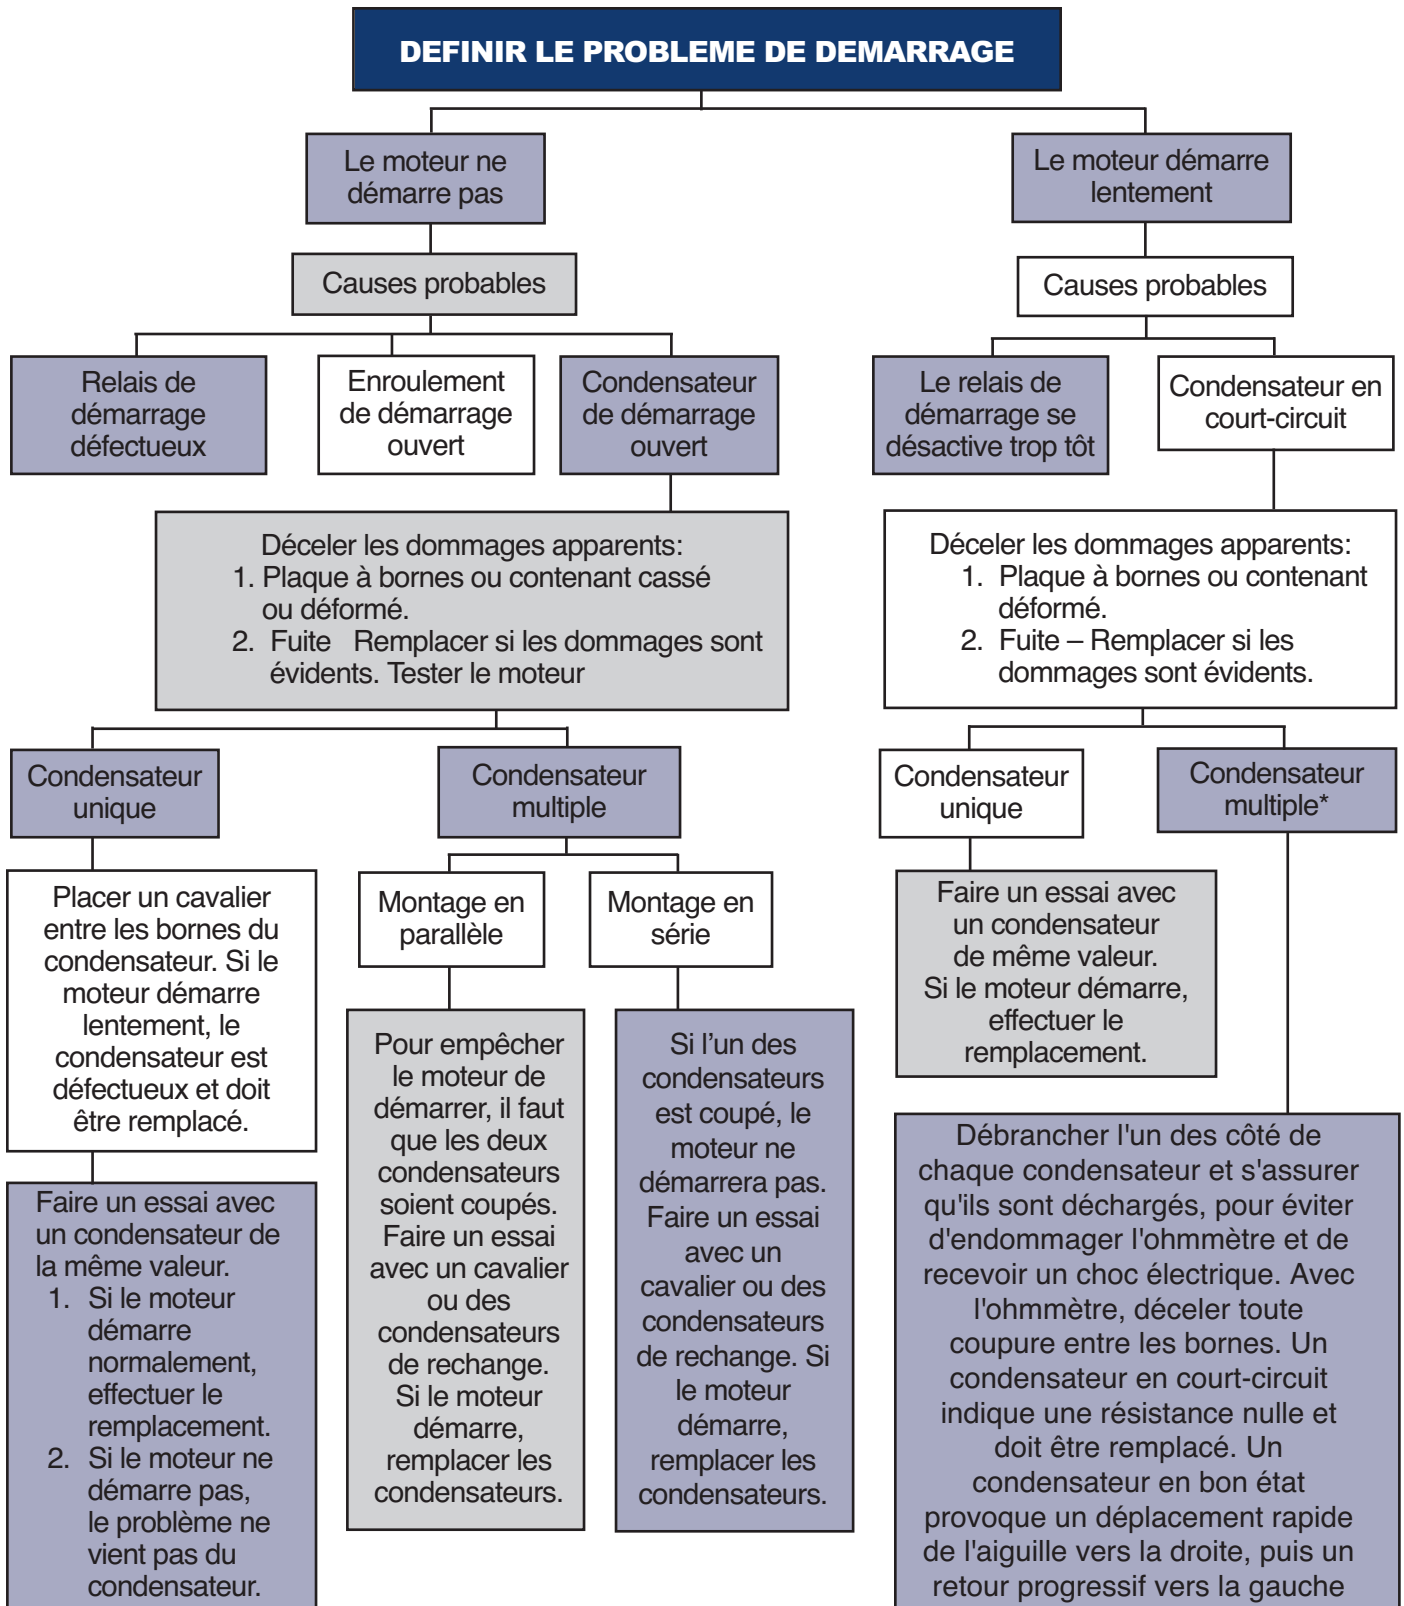 DEFINIR LE PROBLEME DE DEMARRAGE
Le moteur ne
démarre pas
Le moteur démarre
lentement
Causes probables
Causes probables
Relais de
démarrage
défectueux
Enroulement
de démarrage
ouvert
Condensateur
de démarrage
ouvert
Le relais de
démarrage se
désactive trop tôt
Condensateur en
court-circuit
Déceler les dommages apparents:
1. Plaque à bornes ou contenant cassé
ou déformé.
2. Fuite Remplacer si les dommages sont
évidents. Tester le moteur
Déceler les dommages apparents:
1. Plaque à bornes ou contenant
déformé.
2. Fuite – Remplacer si les
dommages sont évidents.
Condensateur
unique
Condensateur
multiple
Condensateur
unique
Condensateur
multiple*
Placer un cavalier
entre les bornes du
condensateur. Si le
moteur démarre
lentement, le
condensateur est
défectueux et doit
être remplacé.
Montage en
parallèle
Montage en
série
Faire un essai avec
un condensateur
de même valeur.
Si le moteur démarre,
effectuer le
remplacement.
Faire un essai avec
un condensateur de
la même valeur.
1. Si le moteur
démarre
normalement,
effectuer le
remplacement.
2. Si le moteur ne
démarre pas,
le problème ne
vient pas du
condensateur.
Pour empêcher
le moteur de
démarrer, il faut
que les deux
condensateurs
soient coupés.
Faire un essai
avec un cavalier
ou des
condensateurs
de rechange.
Si le moteur
démarre,
remplacer les
condensateurs.
Si l’un des
condensateurs
est coupé, le
moteur ne
démarrera pas.
Faire un essai
avec un
cavalier ou des
condensateurs
de rechange. Si
le moteur
démarre,
remplacer les
condensateurs.
Débrancher l'un des côté de
chaque condensateur et s'assurer
qu'ils sont déchargés, pour éviter
d'endommager l'ohmmètre et de
recevoir un choc électrique. Avec
l'ohmmètre, déceler toute
coupure entre les bornes. Un
condensateur en court-circuit
indique une résistance nulle et
doit être remplacé. Un
condensateur en bon état
provoque un déplacement rapide
de l'aiguille vers la droite, puis un
retour progressif vers la gauche